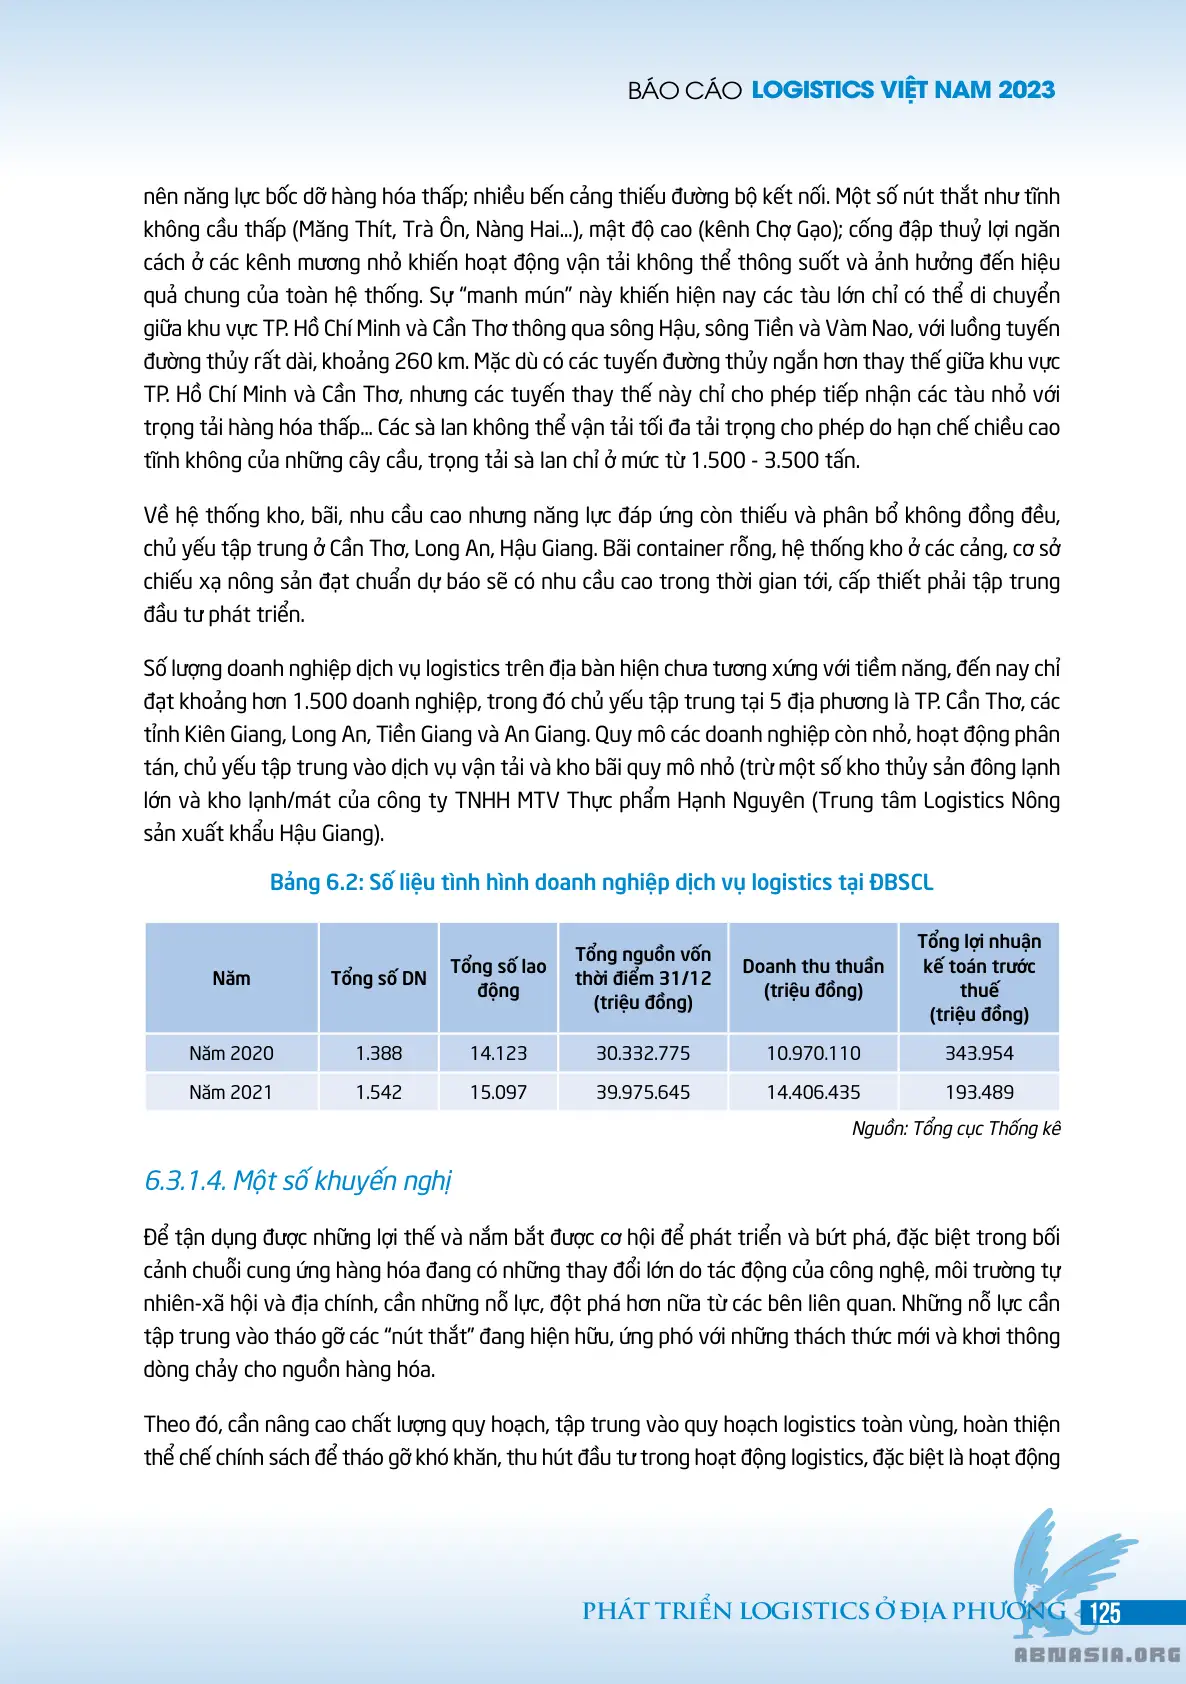 BÁO CÁO LOGISTICS VIỆT NAM 2023
nên năng lực bốc dỡ hàng hóa thấp; nhiều bến cảng thiếu đường bộ kết nối. Một số nút thắt như tĩnh
không cầu thấp (Măng Thít, Trà Ôn, Nàng Hai...), mật độ cao (kênh Chợ Gạo); cống đập thuỷ lợi ngăn
cách ở các kênh mương nhỏ khiến hoạt động vận tải không thể thông suốt và ảnh hưởng đến hiệu
quả chung của toàn hệ thống. Sự “manh mún” này khiến hiện nay các tàu lớn chỉ có thể di chuyển
giữa khu vực TP. Hồ Chí Minh và Cần Thơ thông qua sông Hậu, sông Tiền và Vàm Nao, với luồng tuyến
đường thủy rất dài, khoảng 260 km. Mặc dù có các tuyến đường thủy ngắn hơn thay thế giữa khu vực
TP. Hồ Chí Minh và Cần Thơ, nhưng các tuyến thay thế này chỉ cho phép tiếp nhận các tàu nhỏ với
trọng tải hàng hóa thấp... Các sà lan không thể vận tải tối đa tải trọng cho phép do hạn chế chiều cao
tĩnh không của những cây cầu, trọng tải sà lan chỉ ở mức từ 1.500 - 3.500 tấn.
Về hệ thống kho, bãi, nhu cầu cao nhưng năng lực đáp ứng còn thiếu và phân bổ không đồng đều,
chủ yếu tập trung ở Cần Thơ, Long An, Hậu Giang. Bãi container rỗng, hệ thống kho ở các cảng, cơ sở
chiếu xạ nông sản đạt chuẩn dự báo sẽ có nhu cầu cao trong thời gian tới, cấp thiết phải tập trung
đầu tư phát triển.
Số lượng doanh nghiệp dịch vụ logistics trên địa bàn hiện chưa tương xứng với tiềm năng, đến nay chỉ
đạt khoảng hơn 1.500 doanh nghiệp, trong đó chủ yếu tập trung tại 5 địa phương là TP. Cần Thơ, các
tỉnh Kiên Giang, Long An, Tiền Giang và An Giang. Quy mô các doanh nghiệp còn nhỏ, hoạt động phân
tán, chủ yếu tập trung vào dịch vụ vận tải và kho bãi quy mô nhỏ (trừ một số kho thủy sản đông lạnh
lớn và kho lạnh/mát của công ty TNHH MTV Thực phẩm Hạnh Nguyên (Trung tâm Logistics Nông
sản xuất khẩu Hậu Giang).
Bảng 6.2: Số liệu tình hình doanh nghiệp dịch vụ logistics tại ĐBSCL
Năm | Tổng số DN | Tổng số lao động | Tổng nguồn vốn thời điểm 31/12 (triệu đồng) | Doanh thu thuần (triệu đồng) | Tổng lợi nhuận kế toán trước thuế (triệu đồng)
Năm 2020 | 1.388 | 14.123 | 30.332.775 | 10.970.110 | 343.954
Năm 2021 | 1.542 | 15.097 | 39.975.645 | 14.406.435 | 193.489
Nguồn: Tổng cục Thống kê
6.3.1.4. Một số khuyến nghị
Để tận dụng được những lợi thế và nắm bắt được cơ hội để phát triển và bứt phá, đặc biệt trong bối
cảnh chuỗi cung ứng hàng hóa đang có những thay đổi lớn do tác động của công nghệ, môi trường tự
nhiên-xã hội và địa chính, cần những nỗ lực, đột phá hơn nữa từ các bên liên quan. Những nỗ lực cần
tập trung vào tháo gỡ các “nút thắt” đang hiện hữu, ứng phó với những thách thức mới và khơi thông
dòng chảy cho nguồn hàng hóa.
Theo đó, cần nâng cao chất lượng quy hoạch, tập trung vào quy hoạch logistics toàn vùng, hoàn thiện
thể chế chính sách để tháo gỡ khó khăn, thu hút đầu tư trong hoạt động logistics, đặc biệt là hoạt động
PHÁT TRIỂN LOGISTICS Ở ĐỊA PHƯƠNG 125
ABNASIA.ORG